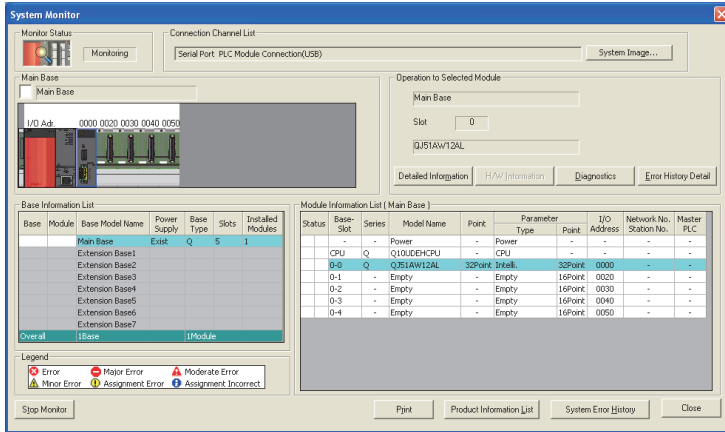 System Monitor
Monitor Status
Monitoring
Connection Channel List
Serial Port PLC Module Connection(USB)
System Image...
Main Base
Main Base
I/O Adr. 0000 0020 0030 0040 0050
Operation to Selected Module
Main Base
Slot 0
QJ51AW12AL
Detailed Information H/W Information Diagnostics Error History Detail
Base Information List
Base Module Base Model Name Power Supply Base Type Slots Installed Modules
Main Base Exist Q 5 1
Extension Base1
Extension Base2
Extension Base3
Extension Base4
Extension Base5
Extension Base6
Extension Base7
Overall 1Base 1Module
Module Information List ( Main Base )
Status Base-Slot Series Model Name Point Parameter Type Point I/O Address Network No. Station No. Master PLC
- - Power - Power - - - -
CPU Q Q10UDEHCPU - CPU - - - -
0-0 Q QJ51AW12AL 32Point Intelli. 32Point 0000 - -
0-1 - Empty - Empty 16Point 0020 - -
0-2 - Empty - Empty 16Point 0030 - -
0-3 - Empty - Empty 16Point 0040 - -
0-4 - Empty - Empty 16Point 0050 - -
Legend
Error Major Error Moderate Error
Minor Error Assignment Error Assignment Incorrect
Stop Monitor Print Product Information List System Error History Close